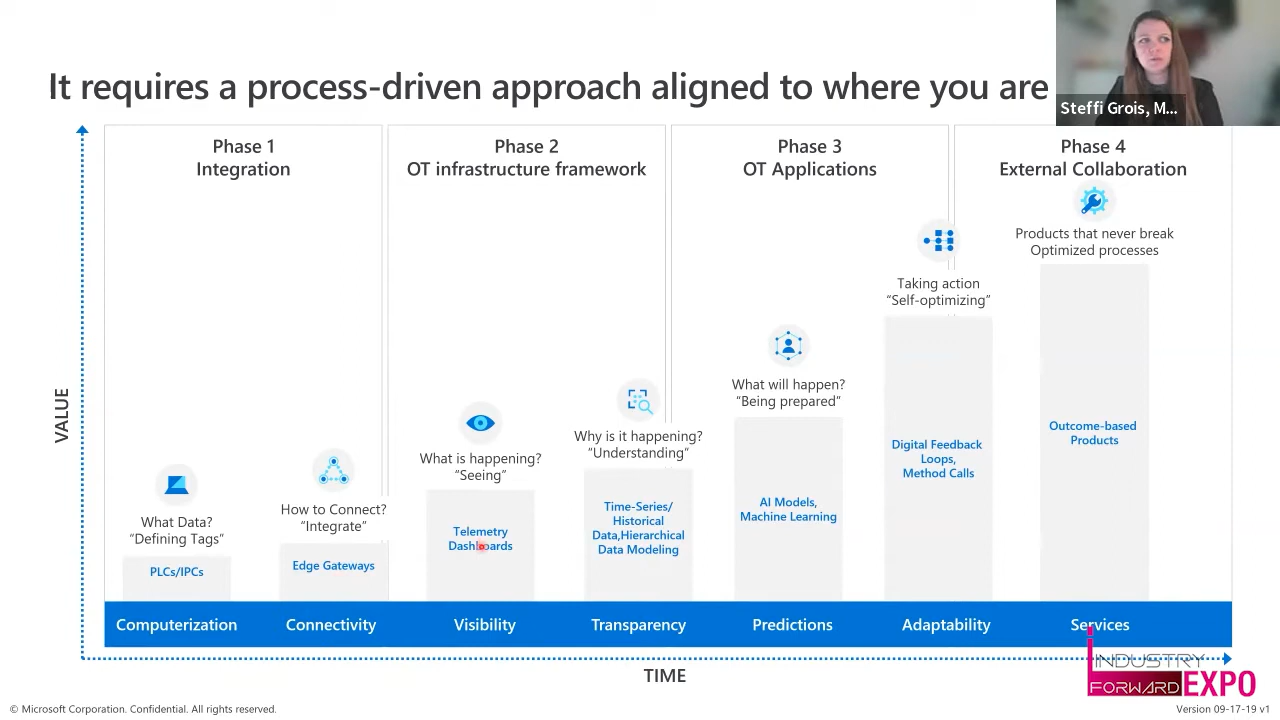 It requires a process-driven approach aligned to where you are
Steffi Grois, M...
Phase 1
Integration
Phase 2
OT infrastructure framework
Phase 3
OT Applications
Phase 4
External Collaboration
VALUE
What Data?
“Defining Tags”
PLCs/IPCs
How to Connect?
“Integrate”
Edge Gateways
What is happening?
“Seeing”
Telemetry
Dashboards
Why is it happening?
“Understanding”
Time-Series/
Historical
Data,Hierarchical
Data Modeling
What will happen?
“Being prepared”
AI Models,
Machine Learning
Taking action
“Self-optimizing”
Digital Feedback
Loops,
Method Calls
Products that never break
Optimized processes
Outcome-based
Products
Computerization
Connectivity
Visibility
Transparency
Predictions
Adaptability
Services
TIME
INDUSTRY
FORWARD EXPO
© Microsoft Corporation. Confidential. All rights reserved.
Version 09-17-19 v1